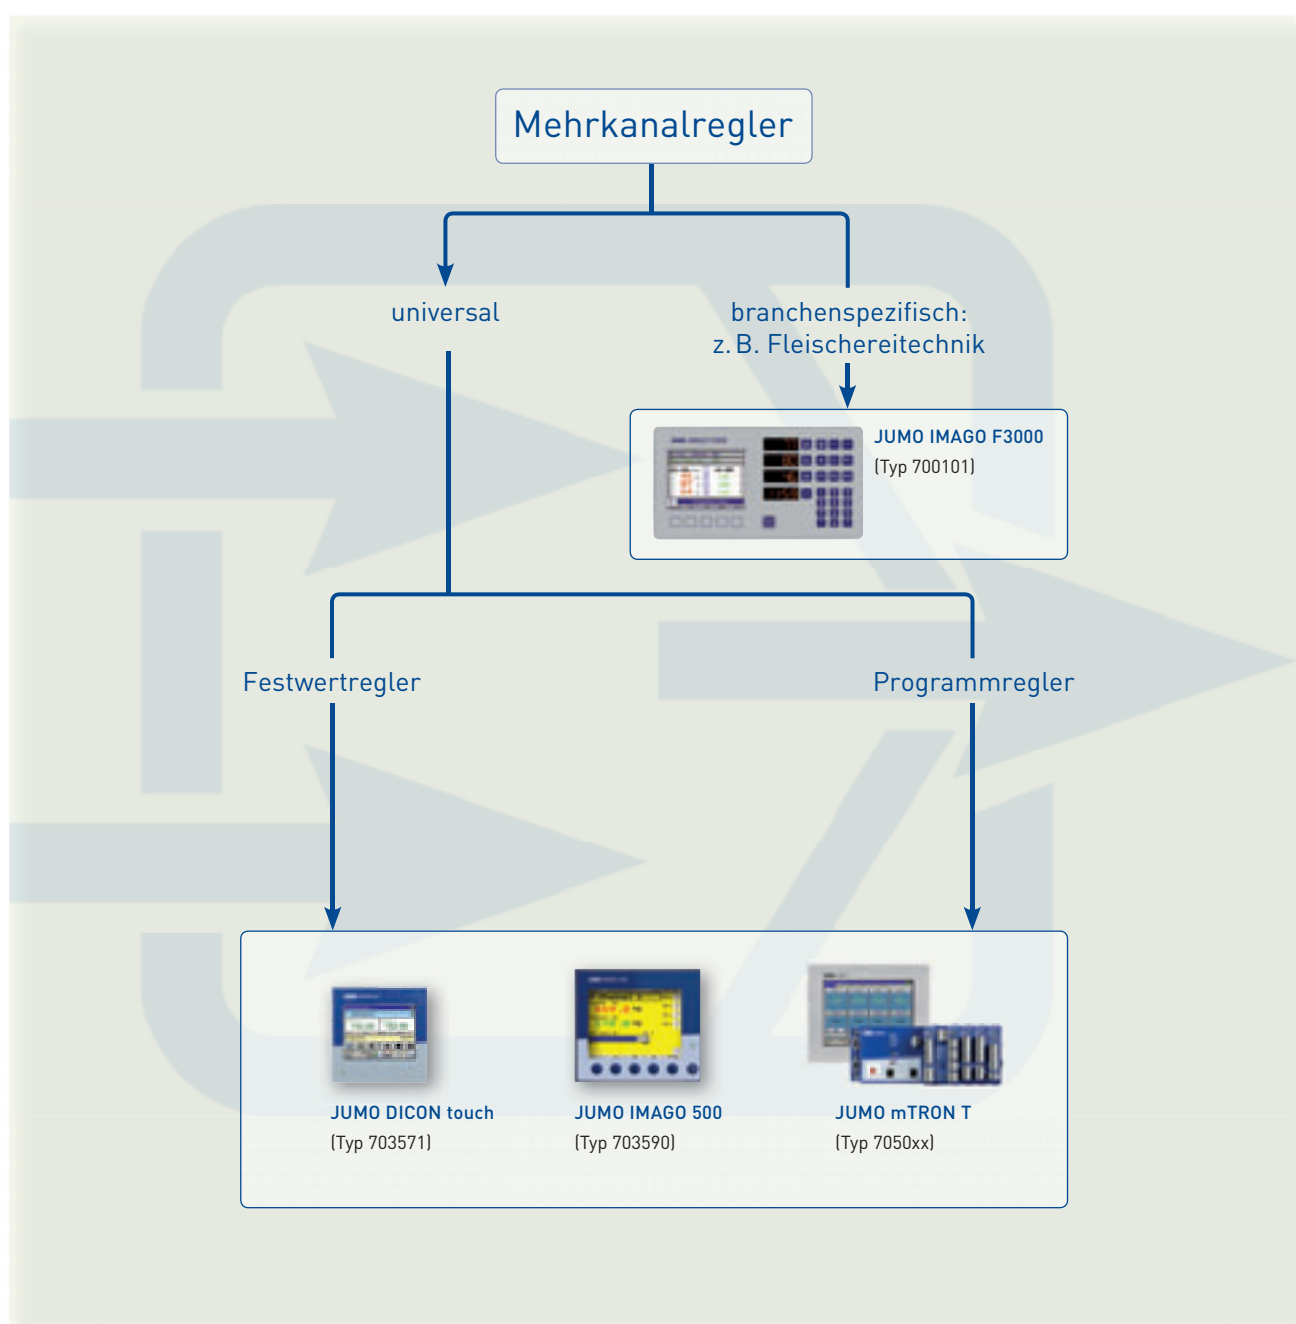 Mehrkanalregler
universal
branchenspezifisch:
z. B. Fleischereitechnik
JUMO IMAGO F3000
(Typ 700101)
Festwertregler
Programmregler
JUMO DICON touch
(Typ 703571)
JUMO IMAGO 500
(Typ 703590)
JUMO mTRON T
(Typ 7050xx)